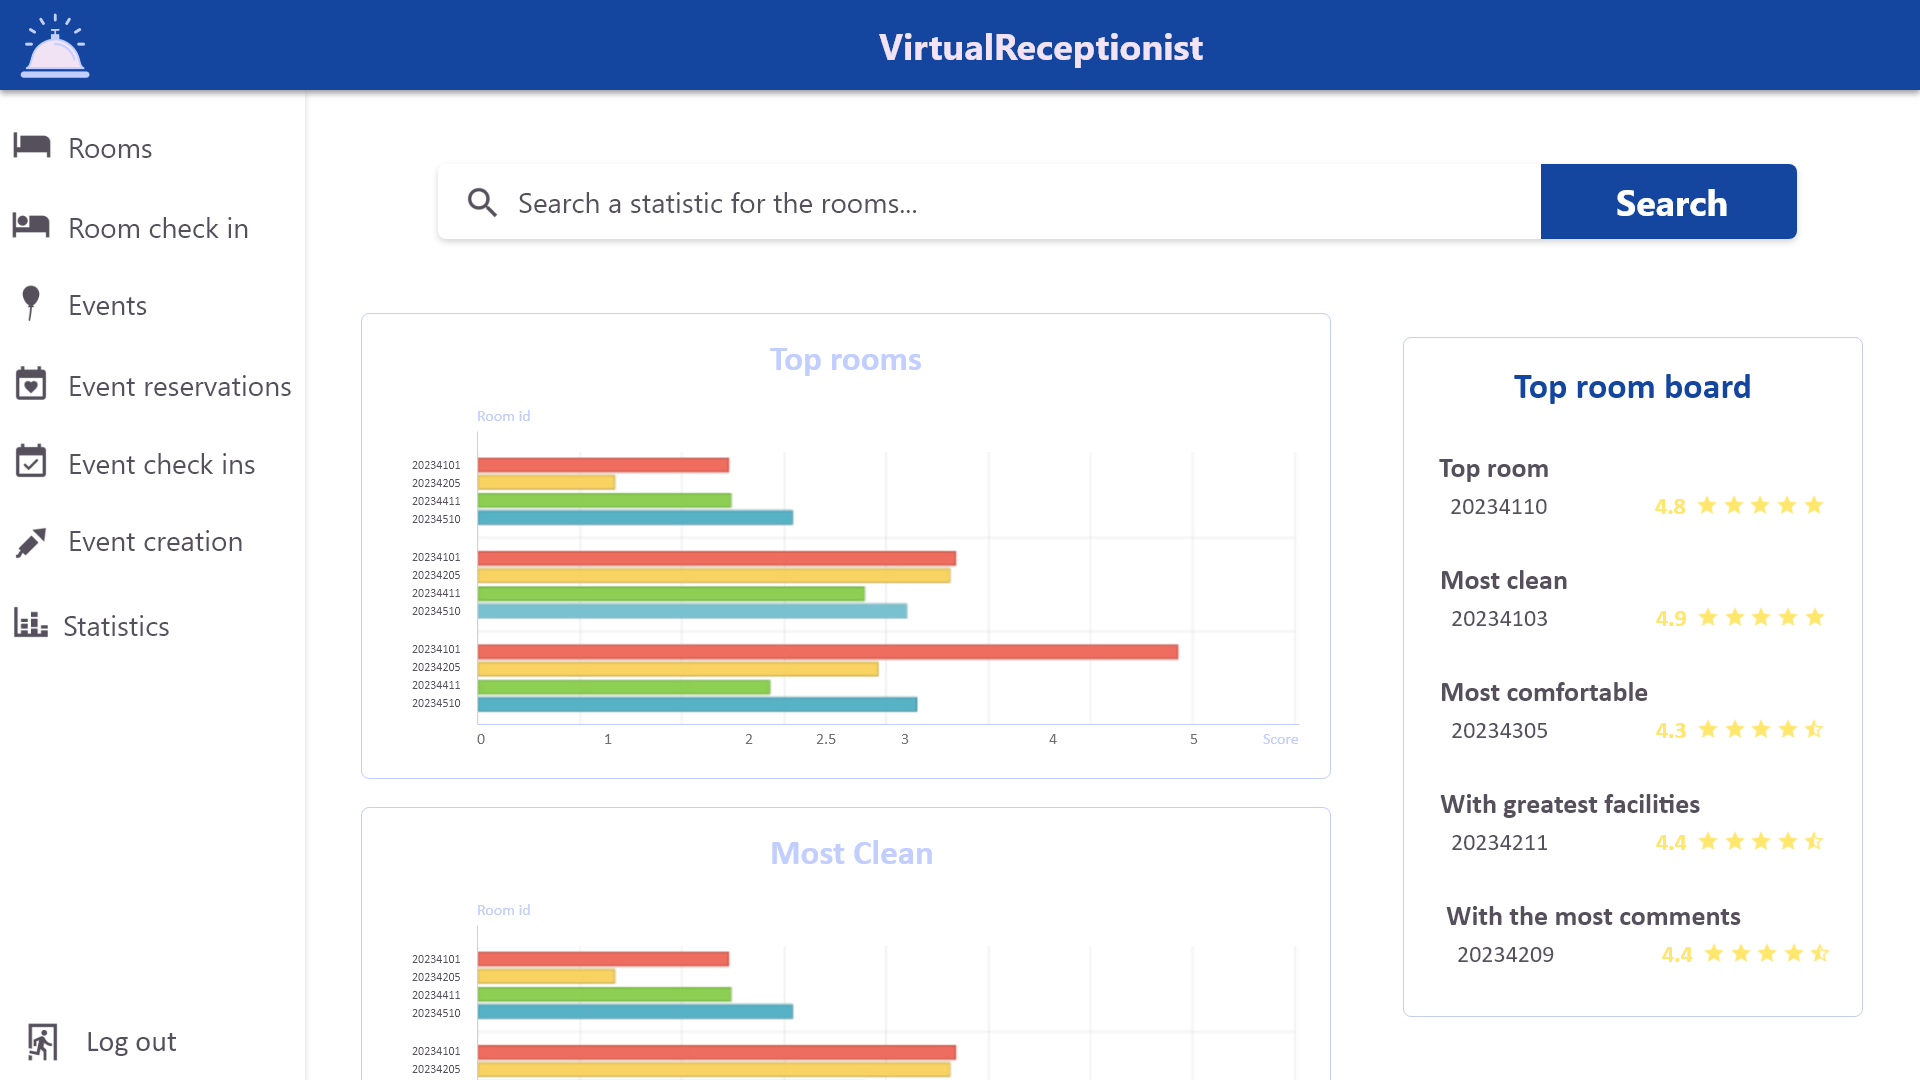 VirtualReceptionist
Rooms
Room check in
Events
Event reservations
Event check ins
Event creation
Statistics
Log out
Search a statistic for the rooms...
Search
Top rooms
Room id
20234101
20234205
20234411
20234510
20234101
20234205
20234411
20234510
20234101
20234205
20234411
20234510
0 1 2 2.5 3 4 5 Score
Most Clean
Room id
20234101
20234205
20234411
20234510
20234101
20234205
Top room board
Top room
20234110 4.8
Most clean
20234103 4.9
Most comfortable
20234305 4.3
With greatest facilities
20234211 4.4
With the most comments
20234209 4.4